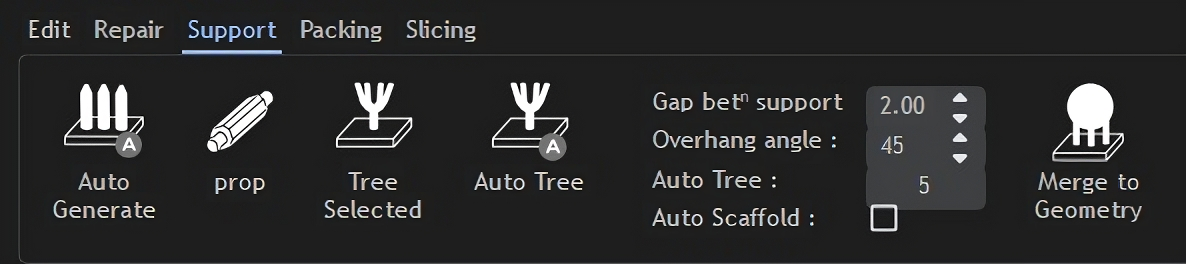 Edit Repair Support Packing Slicing
A
Auto
Generate
prop
Tree
Selected
A
Auto Tree
Gap betⁿ support 2.00
Overhang angle : 45
Auto Tree : 5
Auto Scaffold :
Merge to
Geometry